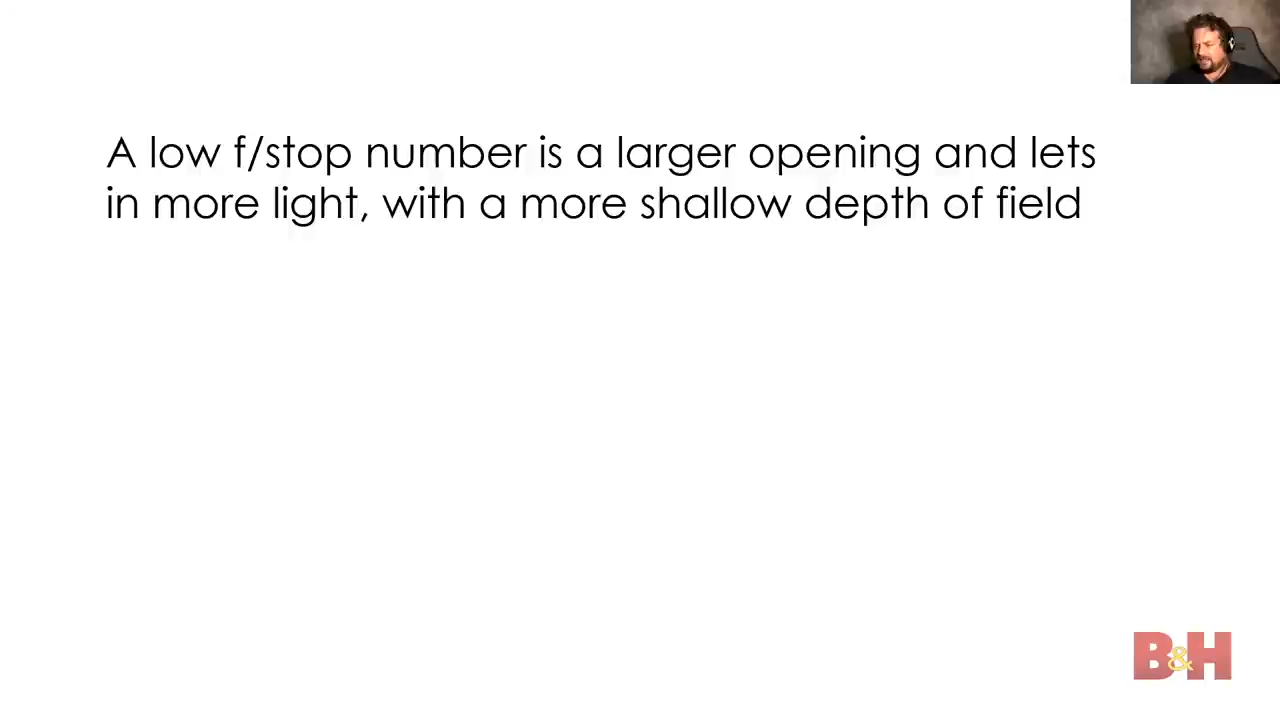 A low f/stop number is a larger opening and lets
in more light, with a more shallow depth of field
B&H